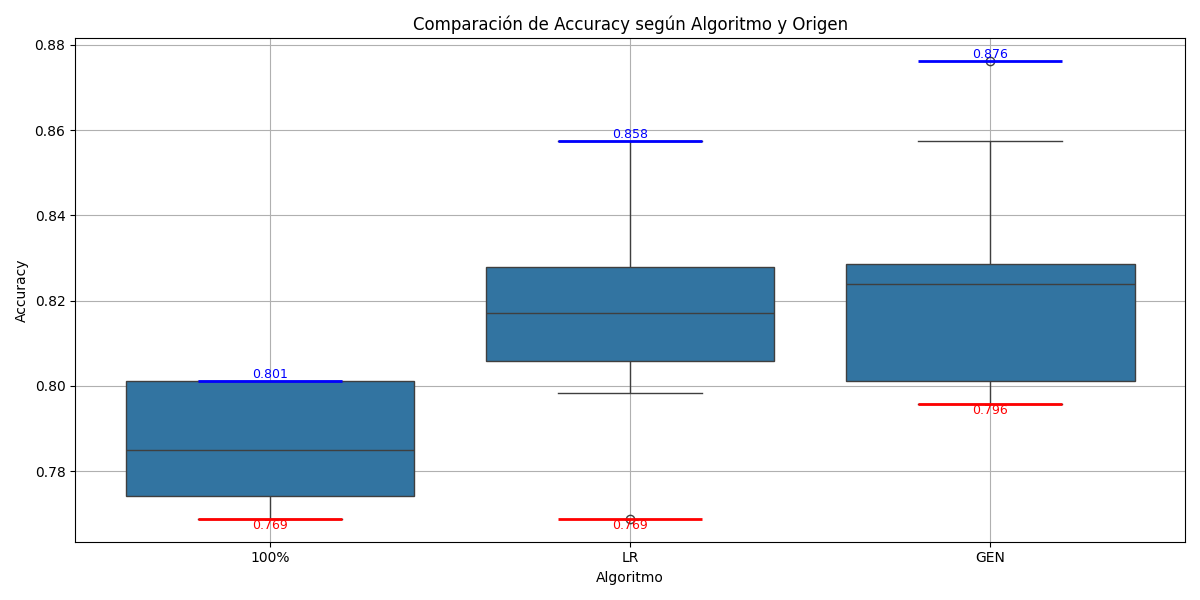 Comparación de Accuracy según Algoritmo y Origen
Accuracy
0.88
0.86
0.84
0.82
0.80
0.78
0.801
0.769
0.858
0.769
0.876
0.796
100%
LR
GEN
Algoritmo